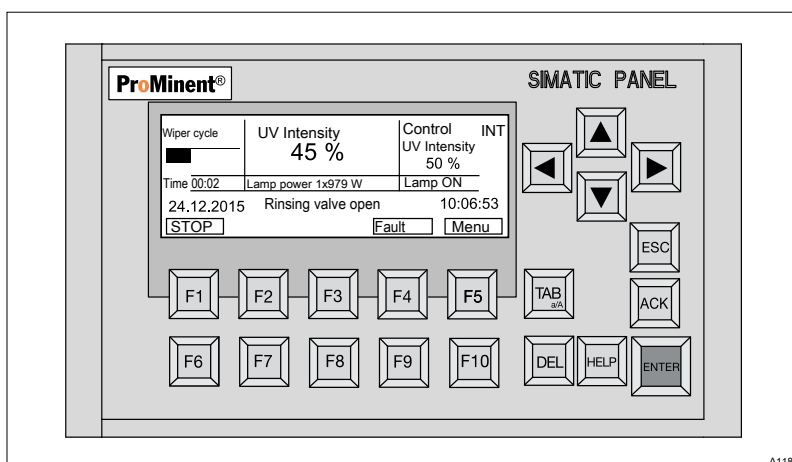 ProMinent®
SIMATIC PANEL
Wiper cycle
UV Intensity
45 %
Control INT
UV Intensity
50 %
Time 00:02
Lamp power 1x979 W
Lamp ON
24.12.2015 Rinsing valve open 10:06:53
STOP Fault Menu
ESC
F1 F2 F3 F4 F5 TAB a/A ACK
F6 F7 F8 F9 F10 DEL HELP ENTER
A118